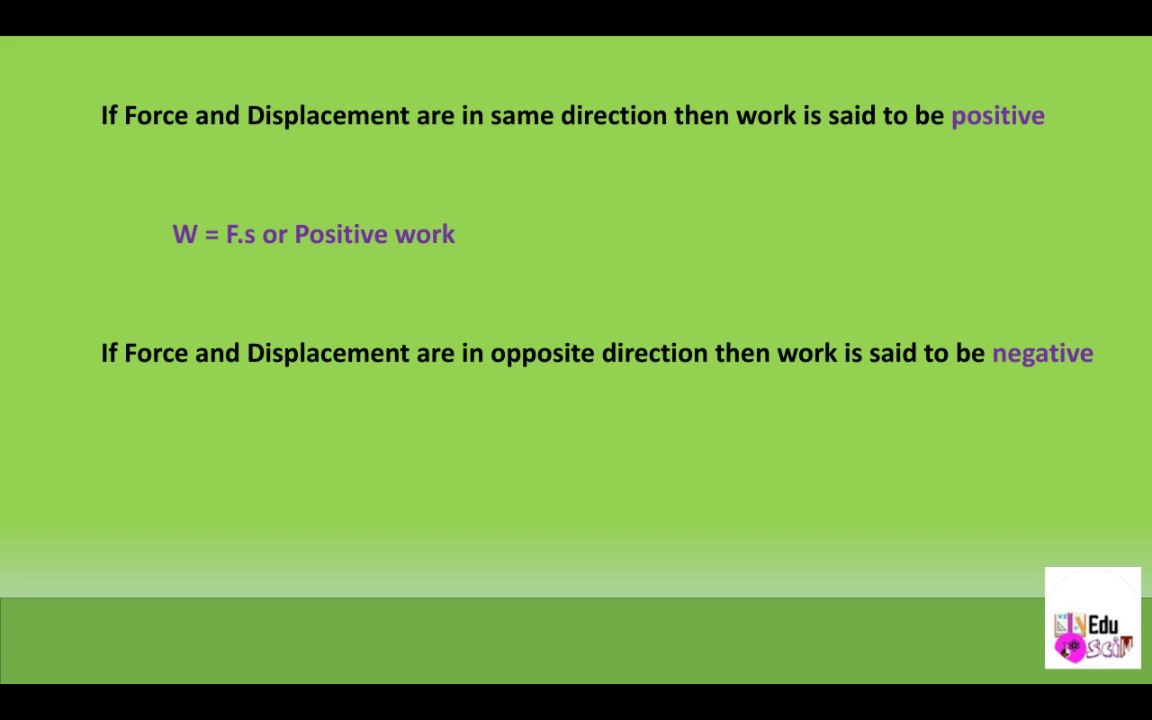 If Force and Displacement are in same direction then work is said to be positive
W = F.s or Positive work
If Force and Displacement are in opposite direction then work is said to be negative
Edu
SciM